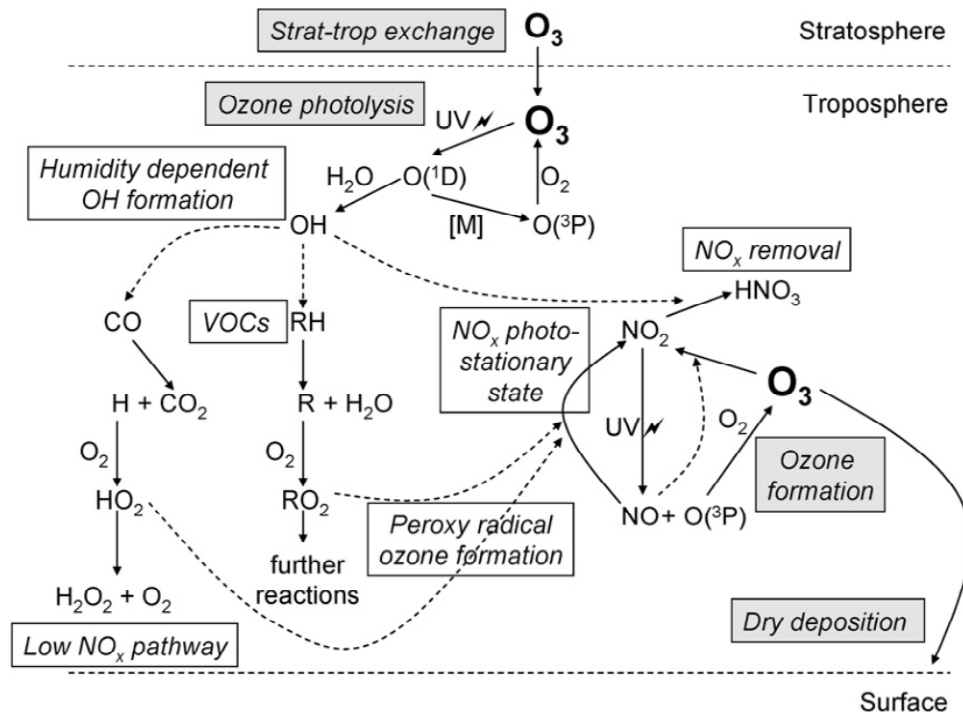 Strat-trop exchange
O₃
Stratosphere
Ozone photolysis
Troposphere
UV
O₃
Humidity dependent
OH formation
H₂O
O(¹D)
O₂
[M]
O(³P)
OH
NOₓ removal
HNO₃
CO
VOCs
RH
NOₓ photo-
stationary
state
NO₂
O₃
H + CO₂
R + H₂O
UV
O₂
O₂
O₂
Ozone
formation
HO₂
RO₂
NO+ O(³P)
Peroxy radical
ozone formation
further
reactions
H₂O₂ + O₂
Low NOₓ pathway
Dry deposition
Surface